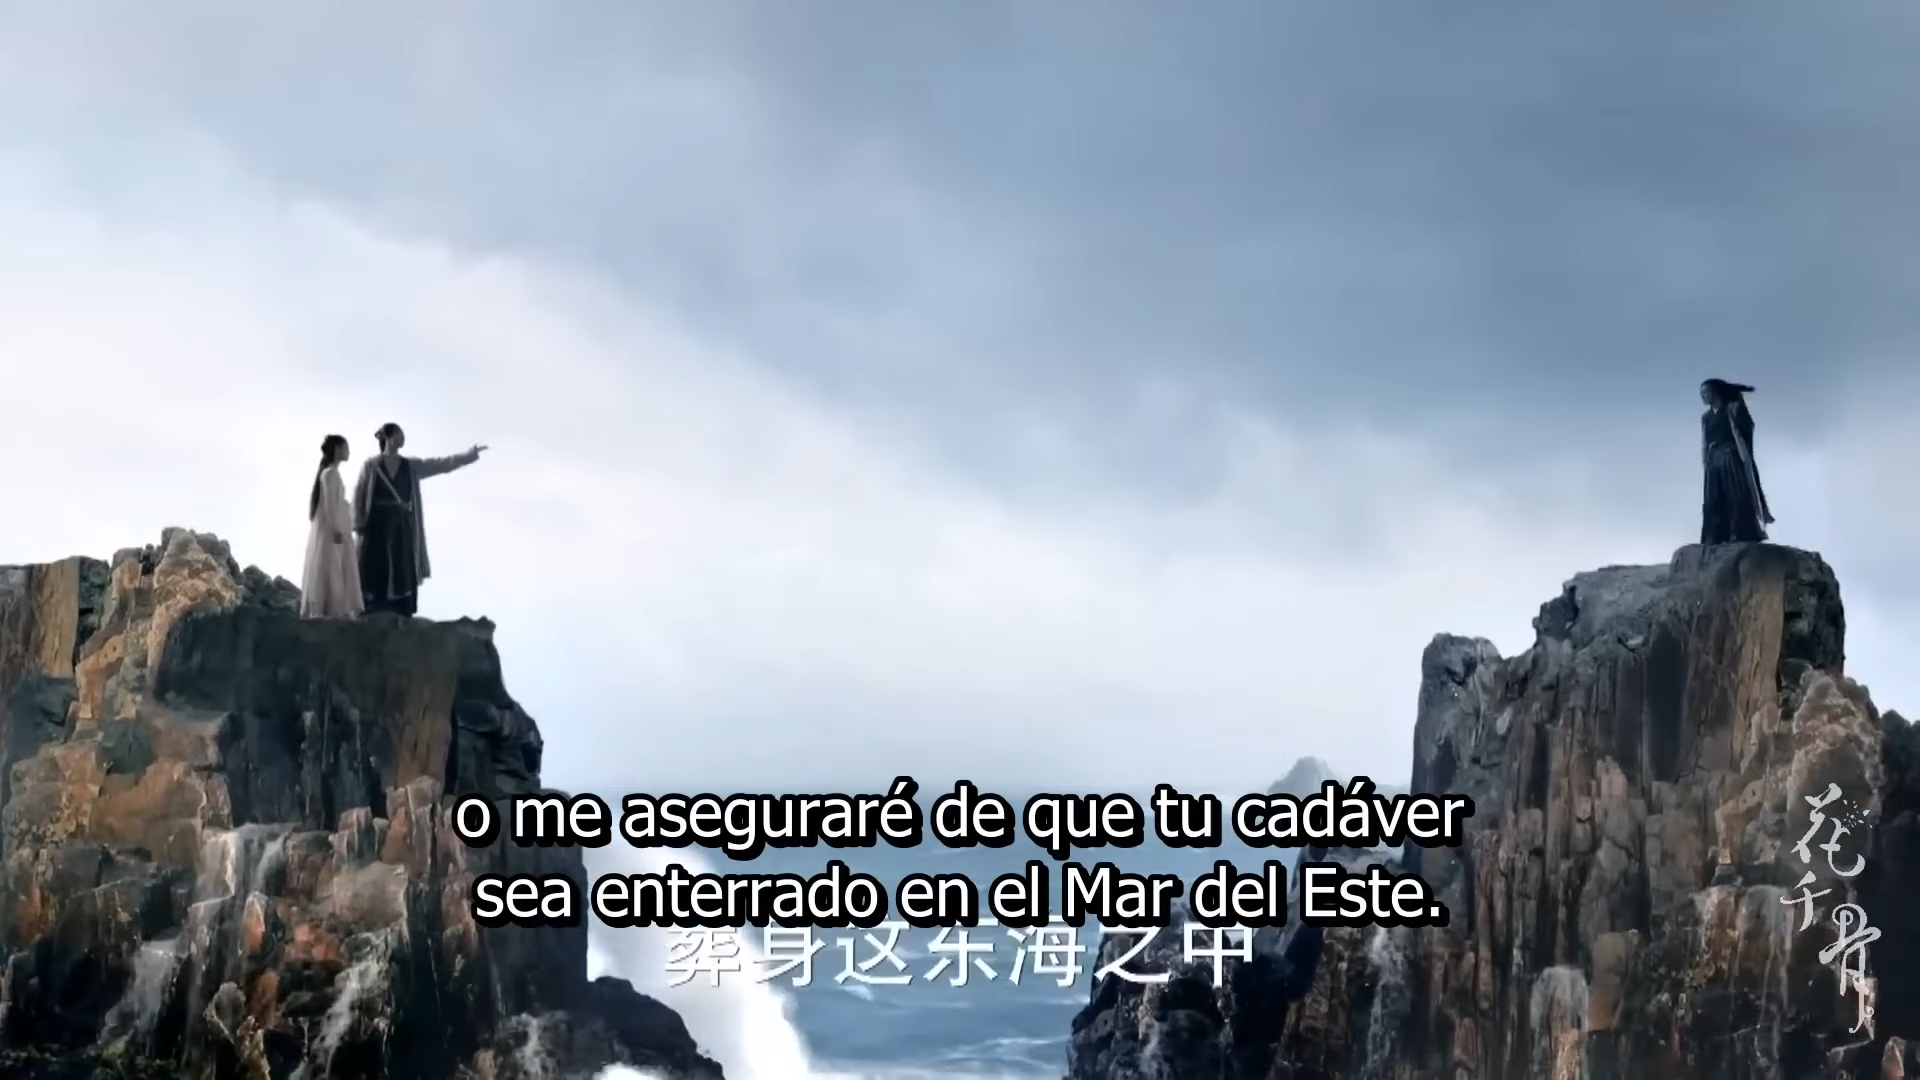 o me aseguraré de que tu cadáver
sea enterrado en el Mar del Este.
葬身这东海之中
花千骨